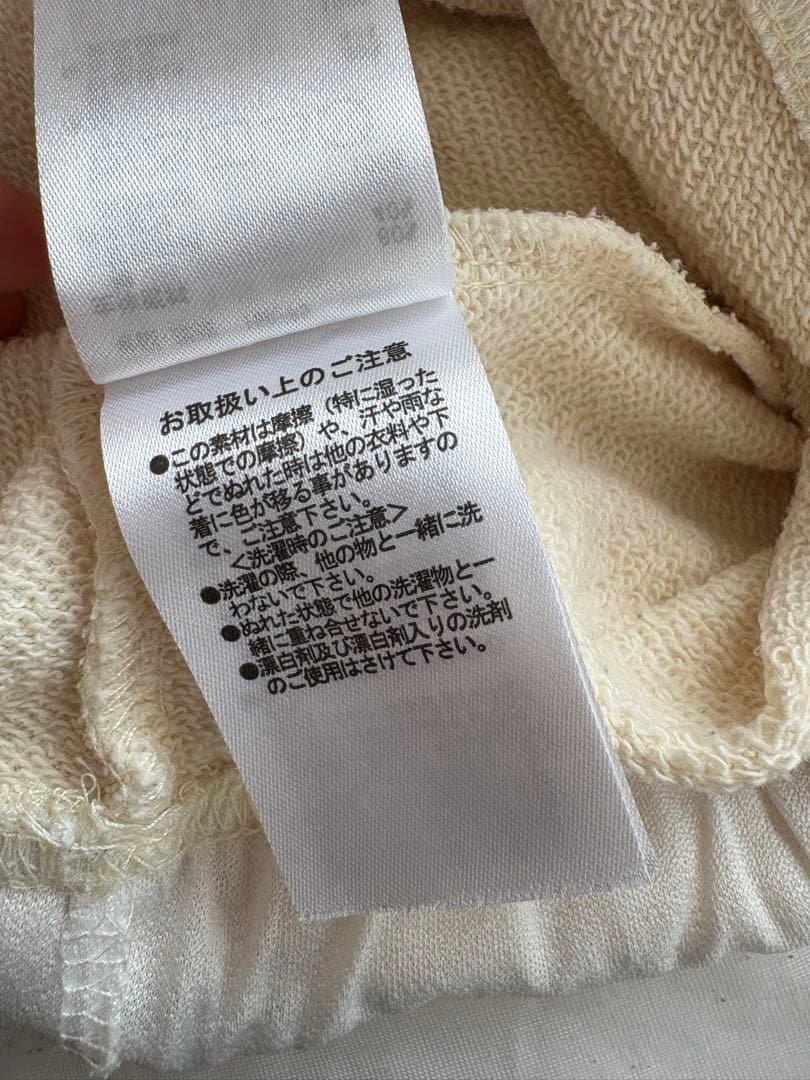 お取扱い上のご注意
●この素材は摩擦（特に湿った
状態での摩擦）や、汗や雨な
どでぬれた時は他の衣料や下
着に色が移る事がありますの
で、ご注意下さい。
＜洗濯時のご注意＞
●洗濯の際、他の物と一緒に洗
わないで下さい。
●ぬれた状態で他の洗濯物と一
緒に重ね合せないで下さい。
●漂白剤及び漂白剤入りの洗剤
のご使用はさけて下さい。